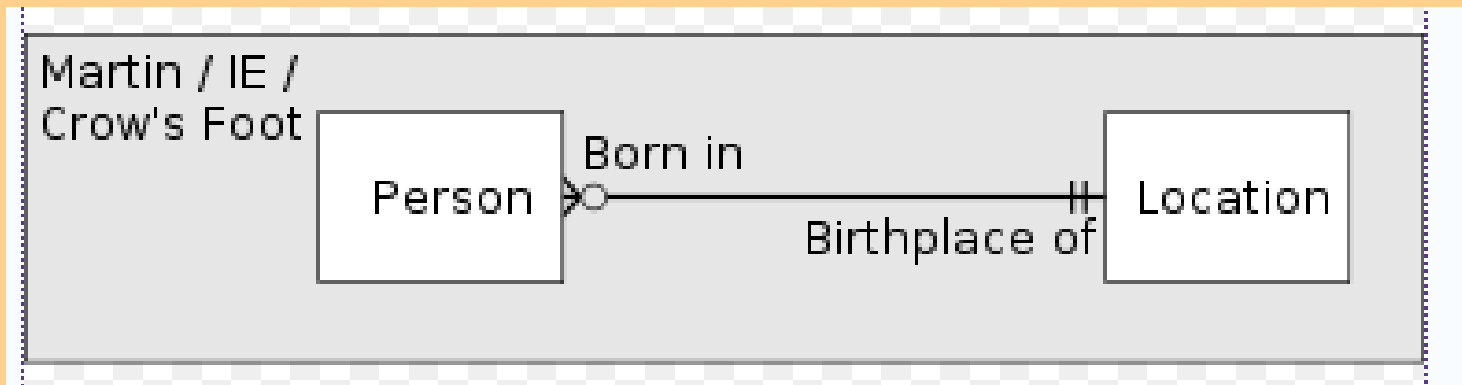 Martin / IE /
Crow's Foot
Born in
Person
Location
Birthplace of